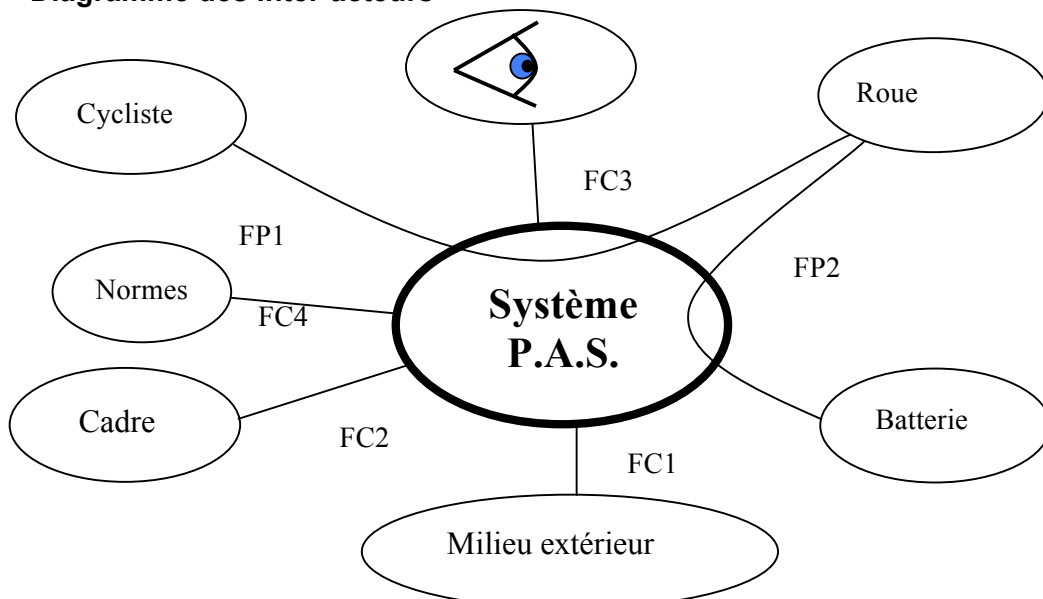 Diagramme des inter-acteurs
Cycliste
Roue
FC3
FP1
FP2
Normes
FC4
Système
P.A.S.
Cadre
FC2
Batterie
FC1
Milieu extérieur